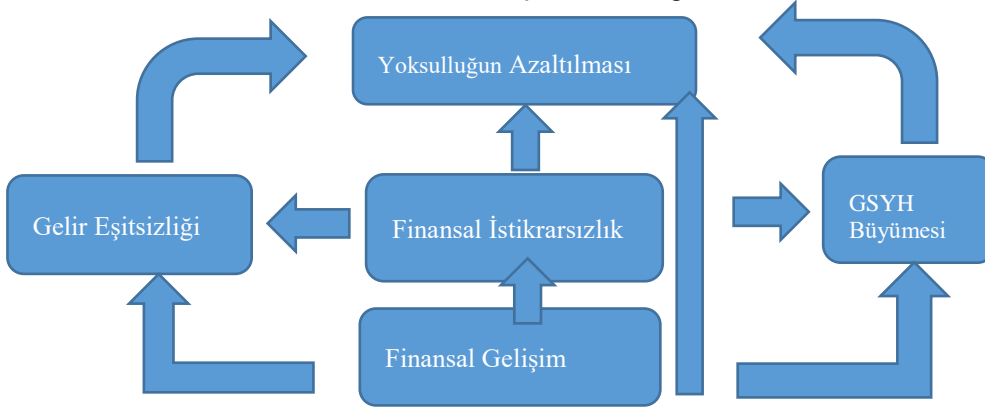 Yoksulluğun Azaltılması
Gelir Eşitsizliği
Finansal İstikrarsızlık
GSYH
Büyümesi
Finansal Gelişim